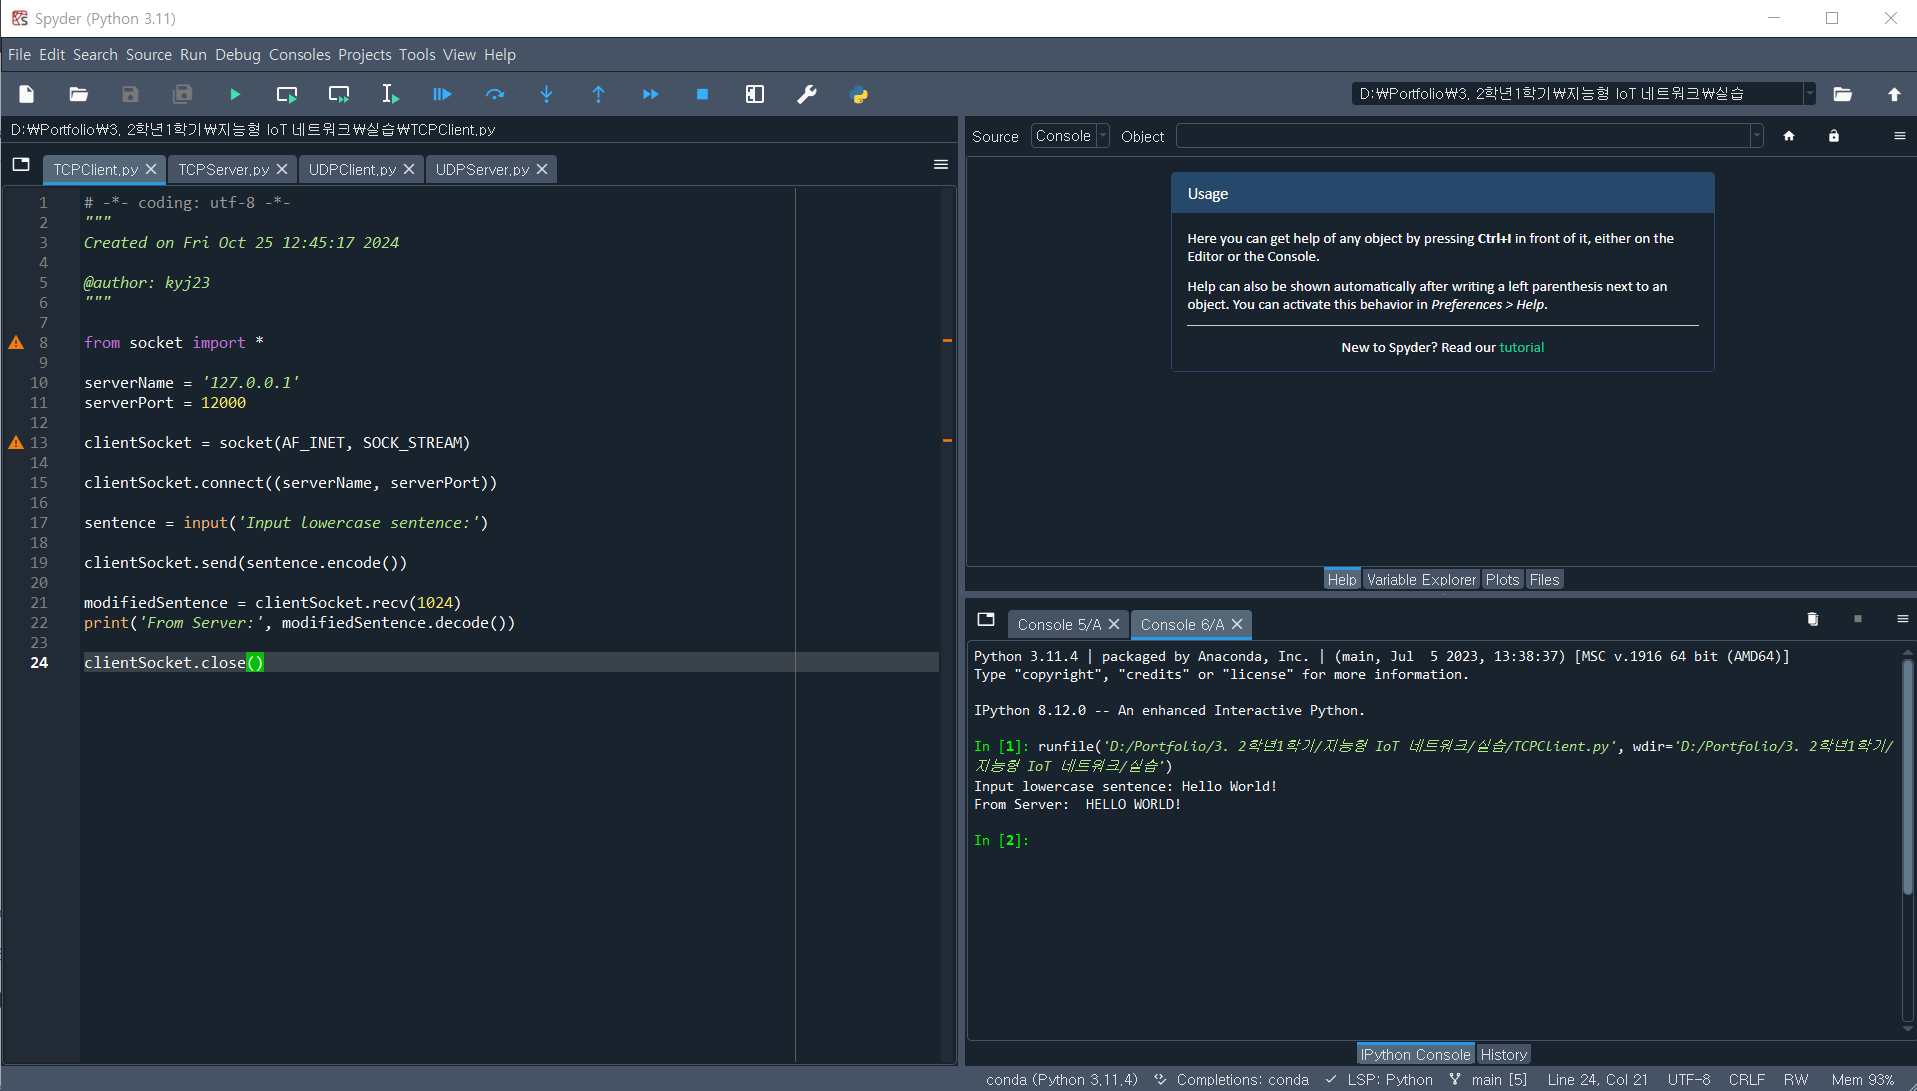 Spyder (Python 3.11)
File Edit Search Source Run Debug Consoles Projects Tools View Help
D:\Portfolio\3. 2학년1학기\지능형 IoT 네트워크\실습
D:\Portfolio\3. 2학년1학기\지능형 IoT 네트워크\실습\TCPClient.py
TCPClient.py TCPServer.py UDPClient.py UDPServer.py
1 # -*- coding: utf-8 -*-
2 """
3 Created on Fri Oct 25 12:45:17 2024
4
5 @author: kyj23
6 """
7
8 from socket import *
9
10 serverName = '127.0.0.1'
11 serverPort = 12000
12
13 clientSocket = socket(AF_INET, SOCK_STREAM)
14
15 clientSocket.connect((serverName, serverPort))
16
17 sentence = input('Input lowercase sentence:')
18
19 clientSocket.send(sentence.encode())
20
21 modifiedSentence = clientSocket.recv(1024)
22 print('From Server:', modifiedSentence.decode())
23
24 clientSocket.close()
Source Console Object
Usage
Here you can get help of any object by pressing Ctrl+I in front of it, either on the
Editor or the Console.
Help can also be shown automatically after writing a left parenthesis next to an
object. You can activate this behavior in Preferences > Help.
New to Spyder? Read our tutorial
Help Variable Explorer Plots Files
Console 5/A Console 6/A
Python 3.11.4 | packaged by Anaconda, Inc. | (main, Jul  5 2023, 13:38:37) [MSC v.1916 64 bit (AMD64)]
Type "copyright", "credits" or "license" for more information.
IPython 8.12.0 -- An enhanced Interactive Python.
In [1]: runfile('D:/Portfolio/3. 2학년1학기/지능형 IoT 네트워크/실습/TCPClient.py', wdir='D:/Portfolio/3. 2학년1학기/
지능형 IoT 네트워크/실습')
Input lowercase sentence: Hello World!
From Server:  HELLO WORLD!
In [2]:
IPython Console History
conda (Python 3.11.4) Completions: conda LSP: Python main [5] Line 24, Col 21 UTF-8 CRLF RW Mem 93%